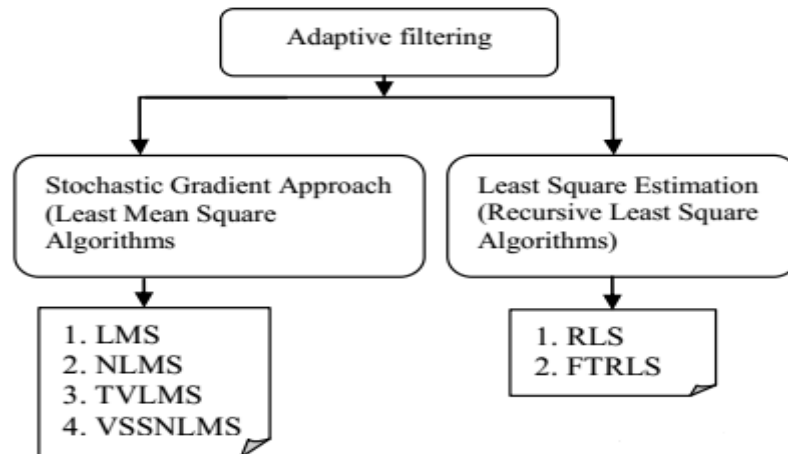 Adaptive filtering
Stochastic Gradient Approach
(Least Mean Square
Algorithms
Least Square Estimation
(Recursive Least Square
Algorithms)
1. LMS
2. NLMS
3. TVLMS
4. VSSNLMS
1. RLS
2. FTRLS